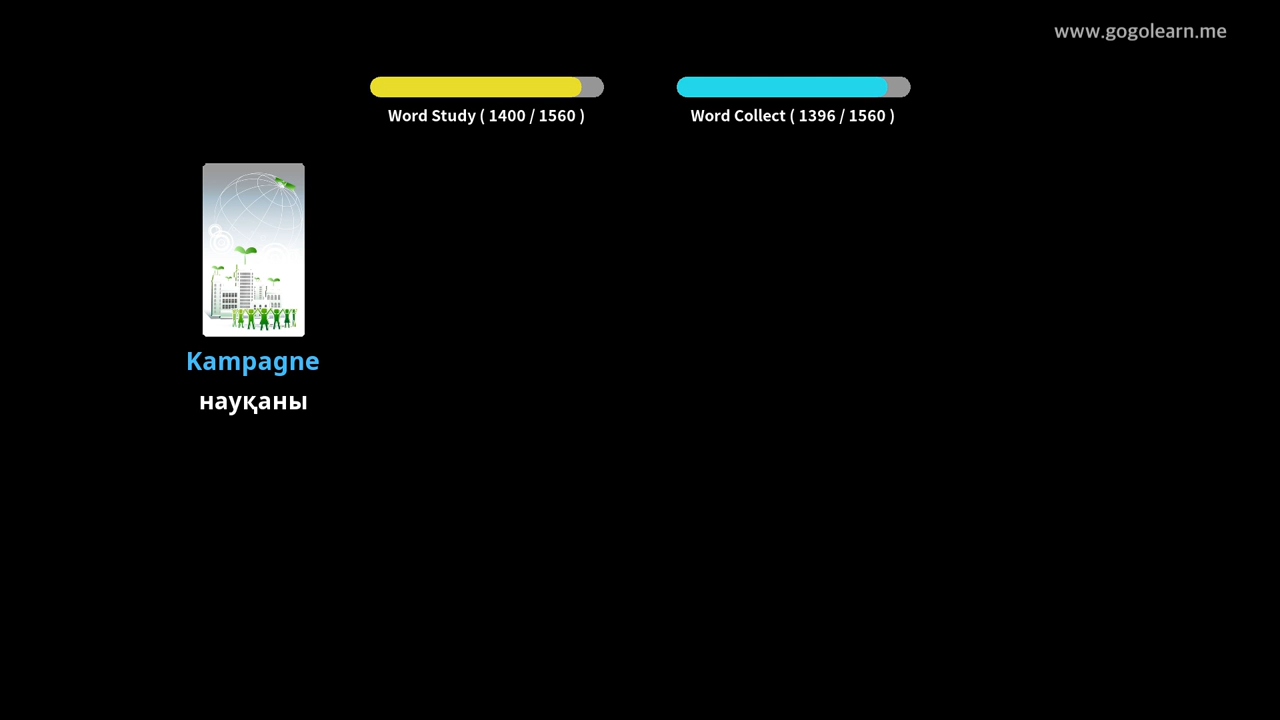 www.gogolearn.me
Word Study ( 1400 / 1560 )
Word Collect ( 1396 / 1560 )
Kampagne
науқаны